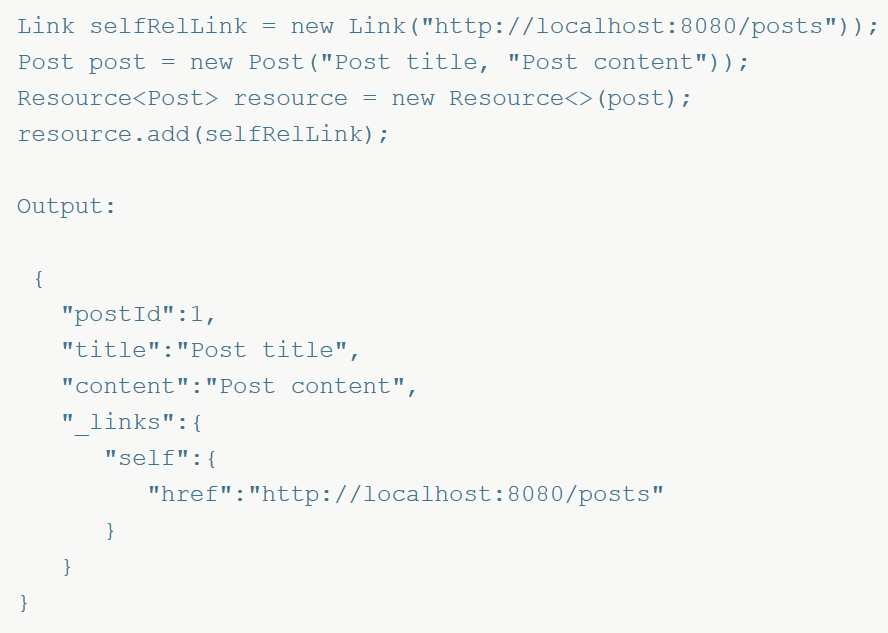 Link selfRelLink = new Link("http://localhost:8080/posts"));
Post post = new Post("Post title, "Post content"));
Resource<Post> resource = new Resource<>(post);
resource.add(selfRelLink);

Output:

 {
   "postId":1,
   "title":"Post title",
   "content":"Post content",
   "_links":{
      "self":{
         "href":"http://localhost:8080/posts"
      }
   }
}